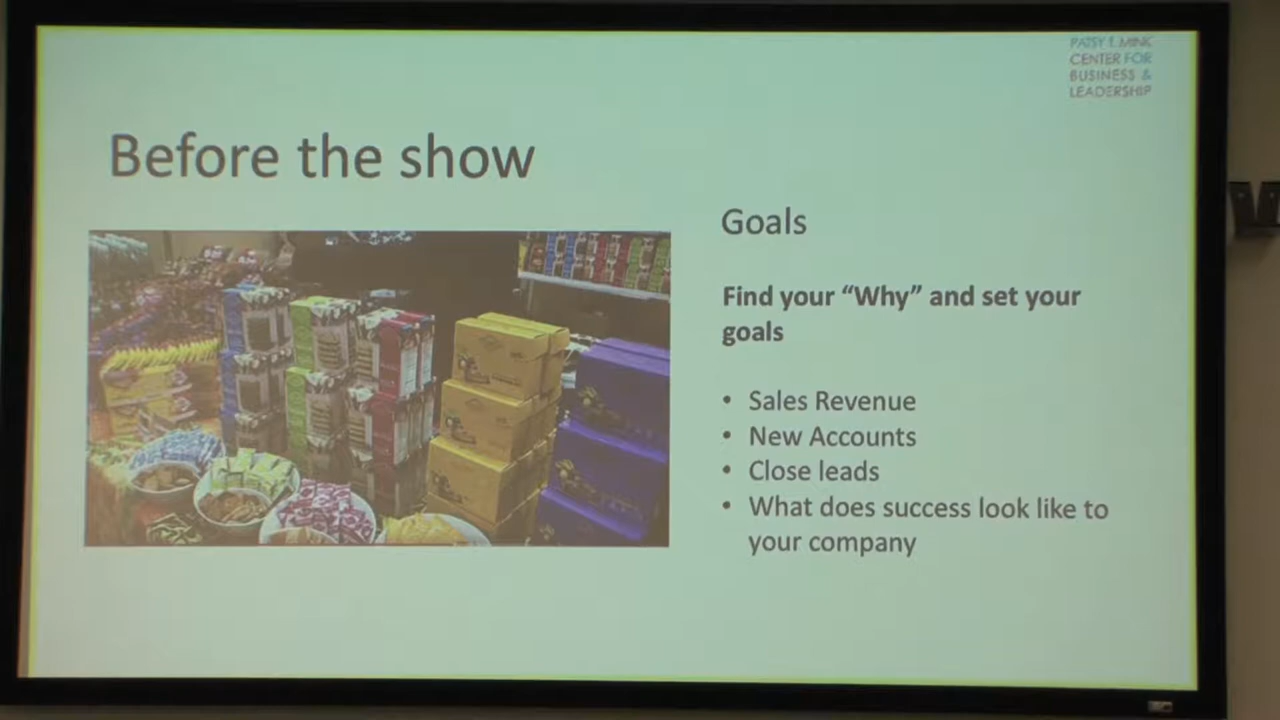 PATSY T. MINK
CENTER FOR
BUSINESS &
LEADERSHIP
Before the show
Goals
Find your “Why” and set your
goals
• Sales Revenue
• New Accounts
• Close leads
• What does success look like to
your company